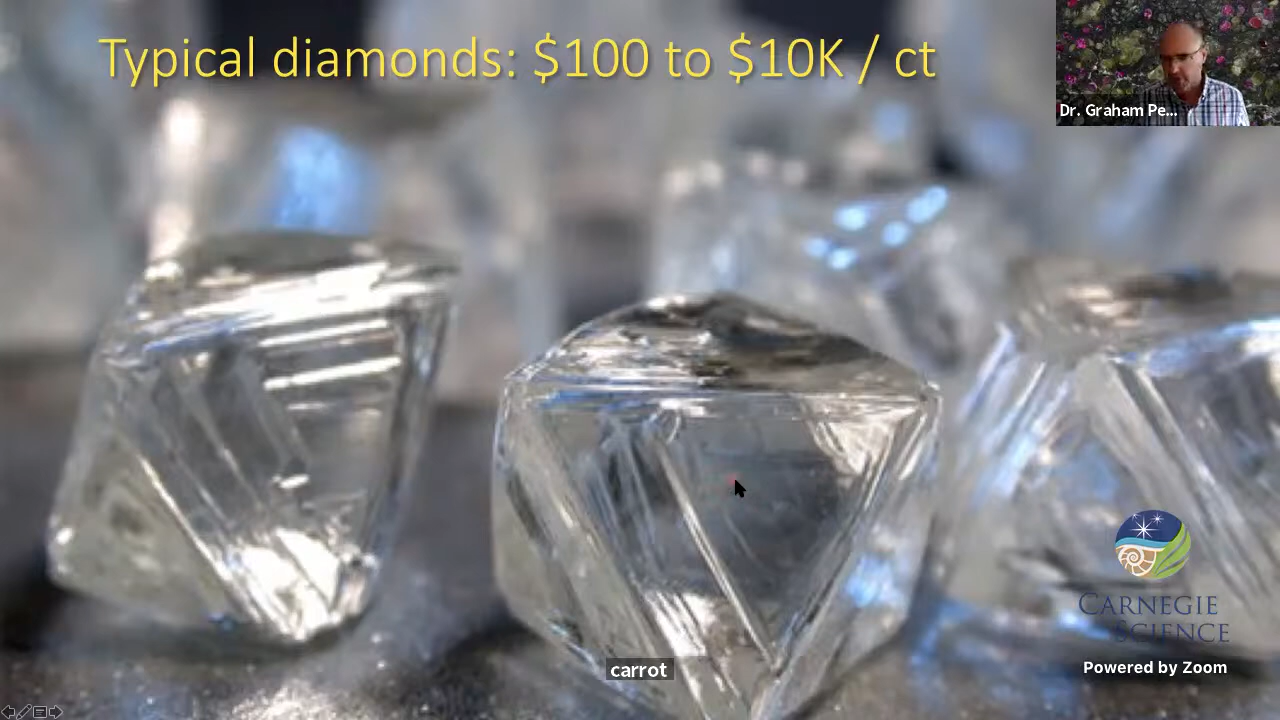 Typical diamonds: $100 to $10K / ct
Dr. Graham Pe...
CARNEGIE
SCIENCE
carrot
Powered by Zoom